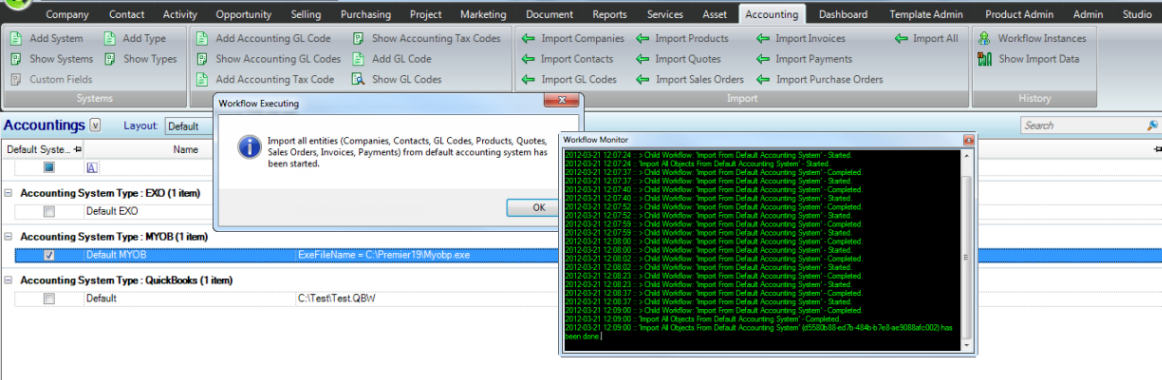 Company Contact Activity Opportunity Selling Purchasing Project Marketing Document Reports Services Asset Accounting Dashboard Template Admin Product Admin Admin Studio
Add System Add Type Add Accounting GL Code Show Accounting Tax Codes Import Companies Import Products Import Invoices Import All Workflow Instances
Show Systems Show Types Show Accounting GL Codes Add GL Code Import Contacts Import Quotes Import Payments Show Import Data
Custom Fields Add Accounting Tax Code Show GL Codes Import GL Codes Import Sales Orders Import Purchase Orders
Systems Import History
Workflow Executing
Import all entities (Companies, Contacts, GL Codes, Products, Quotes,
Sales Orders, Invoices, Payments) from default accounting system has
been started.
OK
Accountings Layout: Default Search
Default Syste... Name
A
Accounting System Type : EXO (1 item)
Default EXO
Accounting System Type : MYOB (1 item)
Default MYOB ExeFileName = C:\Premier19\Myobp.exe
Accounting System Type : QuickBooks (1 item)
Default C:\Test\Test.QBW
Workflow Monitor
2012-03-21 12:07:24 :: > Child Workflow: 'Import From Default Accounting System' - Started.
2012-03-21 12:07:24 :: 'Import All Objects From Default Accounting System' - Started.
2012-03-21 12:07:37 :: > Child Workflow: 'Import From Default Accounting System' - Completed.
2012-03-21 12:07:37 :: > Child Workflow: 'Import From Default Accounting System' - Started.
2012-03-21 12:07:40 :: > Child Workflow: 'Import From Default Accounting System' - Completed.
2012-03-21 12:07:40 :: > Child Workflow: 'Import From Default Accounting System' - Started.
2012-03-21 12:07:52 :: > Child Workflow: 'Import From Default Accounting System' - Completed.
2012-03-21 12:07:52 :: > Child Workflow: 'Import From Default Accounting System' - Started.
2012-03-21 12:07:59 :: > Child Workflow: 'Import From Default Accounting System' - Completed.
2012-03-21 12:07:59 :: > Child Workflow: 'Import From Default Accounting System' - Started.
2012-03-21 12:08:00 :: > Child Workflow: 'Import From Default Accounting System' - Completed.
2012-03-21 12:08:00 :: > Child Workflow: 'Import From Default Accounting System' - Started.
2012-03-21 12:08:02 :: > Child Workflow: 'Import From Default Accounting System' - Completed.
2012-03-21 12:08:02 :: > Child Workflow: 'Import From Default Accounting System' - Started.
2012-03-21 12:08:23 :: > Child Workflow: 'Import From Default Accounting System' - Completed.
2012-03-21 12:08:23 :: > Child Workflow: 'Import From Default Accounting System' - Started.
2012-03-21 12:08:37 :: > Child Workflow: 'Import From Default Accounting System' - Completed.
2012-03-21 12:08:37 :: > Child Workflow: 'Import From Default Accounting System' - Started.
2012-03-21 12:09:00 :: > Child Workflow: 'Import From Default Accounting System' - Completed.
2012-03-21 12:09:00 :: 'Import All Objects From Default Accounting System' - Completed.
2012-03-21 12:09:00 :: 'Import All Objects From Default Accounting System' (d5580b88-ed7b-484b-b7e8-ae9088afc002) has
been done.